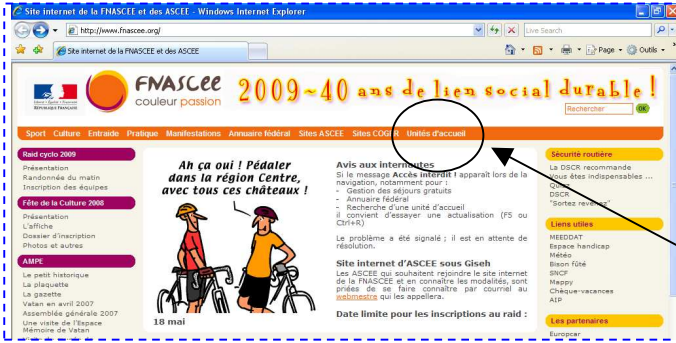 Site internet de la FNASCEE et des ASCEE - Windows Internet Explorer
http://www.fnascee.org/
Live Search
Site internet de la FNASCEE et des ASCEE
Page
Outils
FNASCEE
couleur passion
2009~40 ans de lien social durable !
RÉPUBLIQUE FRANÇAISE
Rechercher
OK
Sport Culture Entraide Pratique Manifestations Annuaire fédéral Sites ASCEE Sites COGER Unités d'accueil
Raid cyclo 2009
Présentation
Randonnée du matin
Inscription des équipes
Fête de la Culture 2008
Présentation
L'affiche
Dossier d'inscription
Photos et autres
AMPE
Le petit historique
La plaquette
La gazette
Vatan en avril 2007
Assemblée générale 2007
Une visite de l'Espace
Mémoire de Vatan
Ah ça oui ! Pédaler
dans la région Centre,
avec tous ces châteaux !
18 mai
Avis aux internautes
Si le message Accès interdit ! apparaît lors de la
navigation, notamment pour :
- Gestion des séjours gratuits
- Annuaire fédéral
- Recherche d'une unité d'accueil
il convient d'essayer une actualisation (F5 ou
Ctrl+R)
Le problème a été signalé ; il est en attente de
résolution.
Site internet d'ASCEE sous Giseh
Les ASCEE qui souhaitent rejoindre le site internet
de la FNASCEE et en connaître les modalités, sont
priées de se faire connaître par courriel au
webmestre qui les appellera.
Date limite pour les inscriptions au raid :
Sécurité routière
La DSCR recommande
Vous êtes indispensables ...
Quizz
DSCR
"Sortez revenez"
Liens utiles
MEEDDAT
Espace handicap
Météo
Bison fûté
SNCF
Mappy
Chèque-vacances
AIP
Les partenaires
Europcar